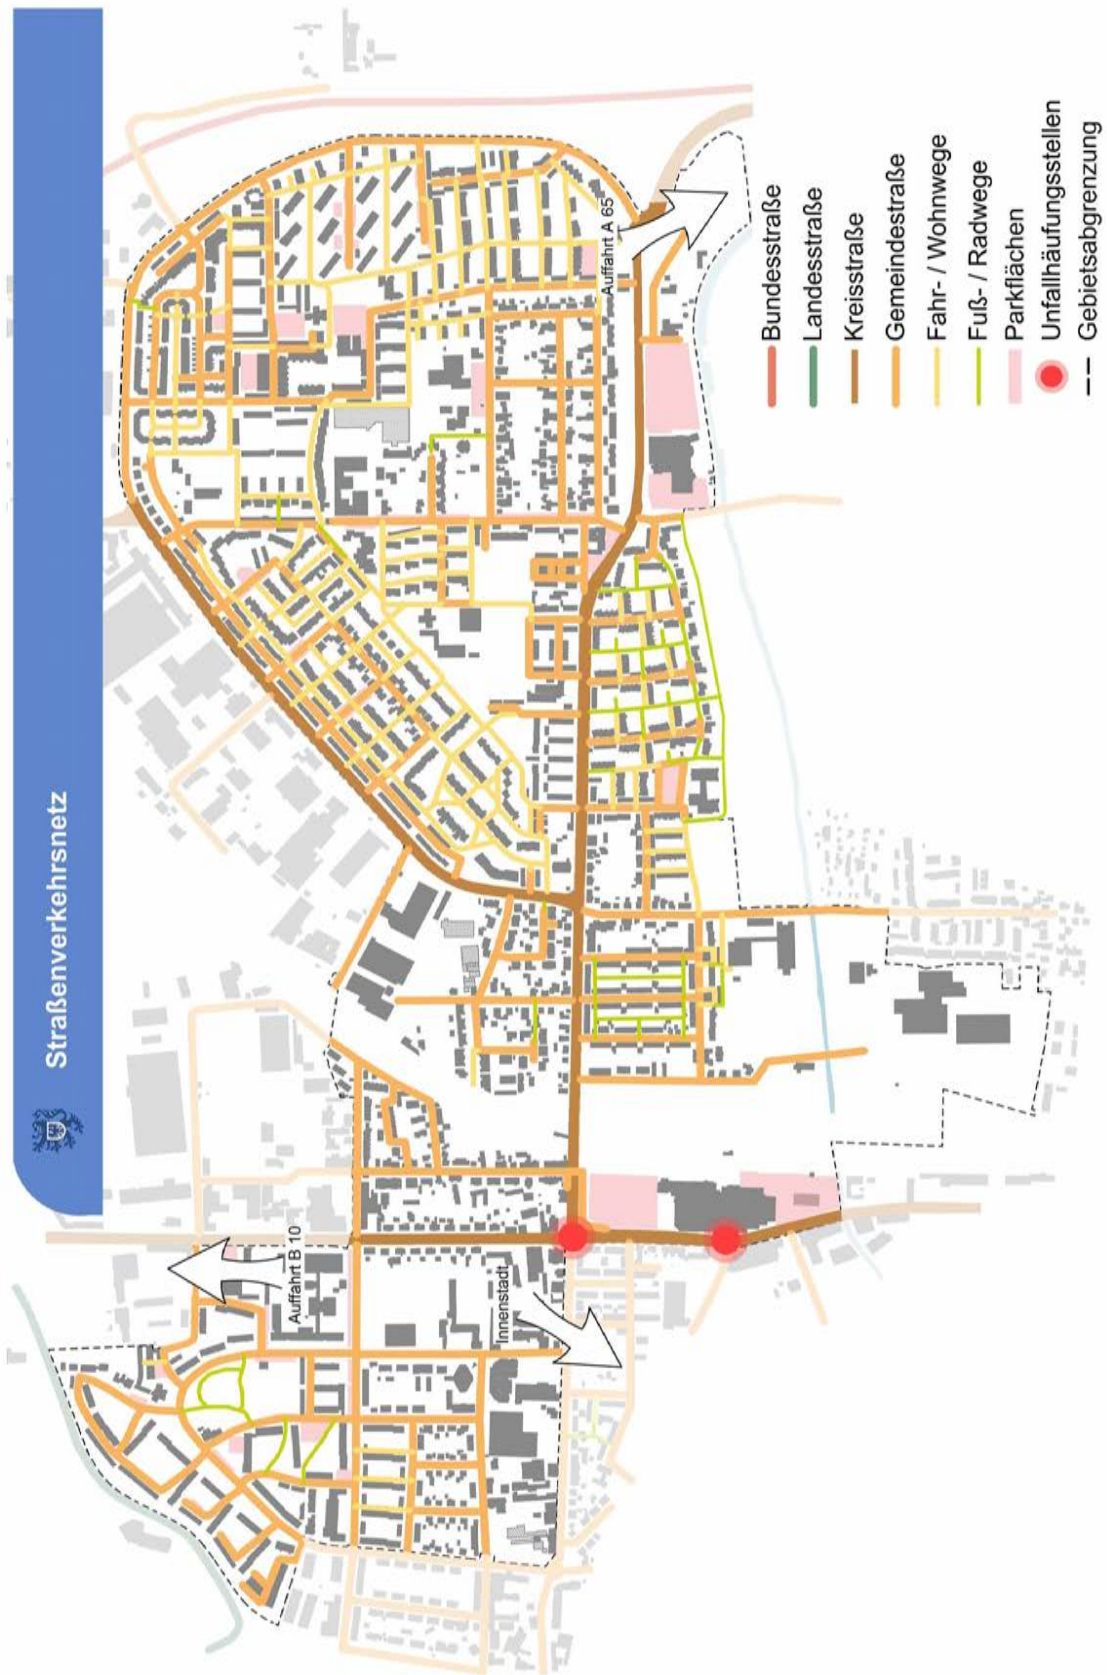 Straßenverkehrsnetz
Auffahrt B 10
Innenstadt
Auffahrt A 65
Bundesstraße
Landesstraße
Kreisstraße
Gemeindestraße
Fahr- / Wohnwege
Fuß- / Radwege
Parkflächen
Unfallhäufungsstellen
Gebietsabgrenzung